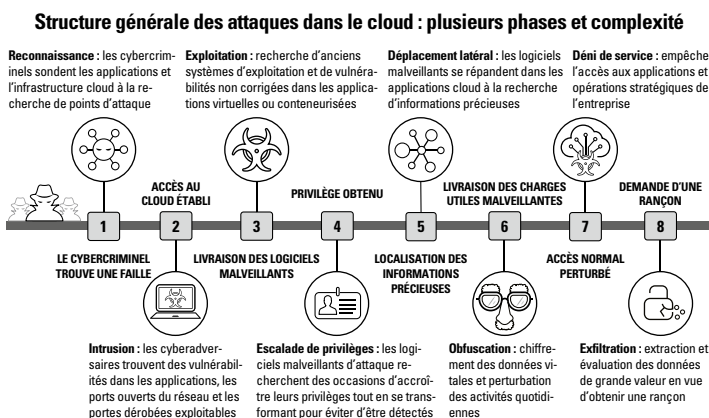 Structure générale des attaques dans le cloud : plusieurs phases et complexité
Reconnaissance : les cybercrim-
inels sondent les applications et
l'infrastructure cloud à la re-
cherche de points d'attaque
Exploitation : recherche d'anciens
systèmes d'exploitation et de vulnéra-
bilités non corrigées dans les applica-
tions virtuelles ou conteneurisées
Déplacement latéral : les logiciels
malveillants se répandent dans les
applications cloud à la recherche
d'informations précieuses
Déni de service : empêche
l'accès aux applications et
opérations stratégiques de
l'entreprise
ACCÈS AU
CLOUD ÉTABLI
PRIVILÈGE OBTENU
LIVRAISON DES CHARGES
UTILES MALVEILLANTES
DEMANDE D'UNE
RANÇON
1 2 3 4 5 6 7 8
LE CYBERCRIMINEL
TROUVE UNE FAILLE
LIVRAISON DES LOGICIELS
MALVEILLANTS
LOCALISATION DES
INFORMATIONS
PRÉCIEUSES
ACCÈS NORMAL
PERTURBÉ
Intrusion : les cyberadver-
saires trouvent des vulnérabil-
ités dans les applications, les
ports ouverts du réseau et les
portes dérobées exploitables
Escalade de privilèges : les logi-
ciels malveillants d'attaque re-
cherchent des occasions d'accroî-
tre leurs privilèges tout en se trans-
formant pour éviter d'être détectés
Obfuscation : chiffre-
ment des données vi-
tales et perturbation
des activités quotidi-
ennes
Exfiltration : extraction et
évaluation des données
de grande valeur en vue
d'obtenir une rançon